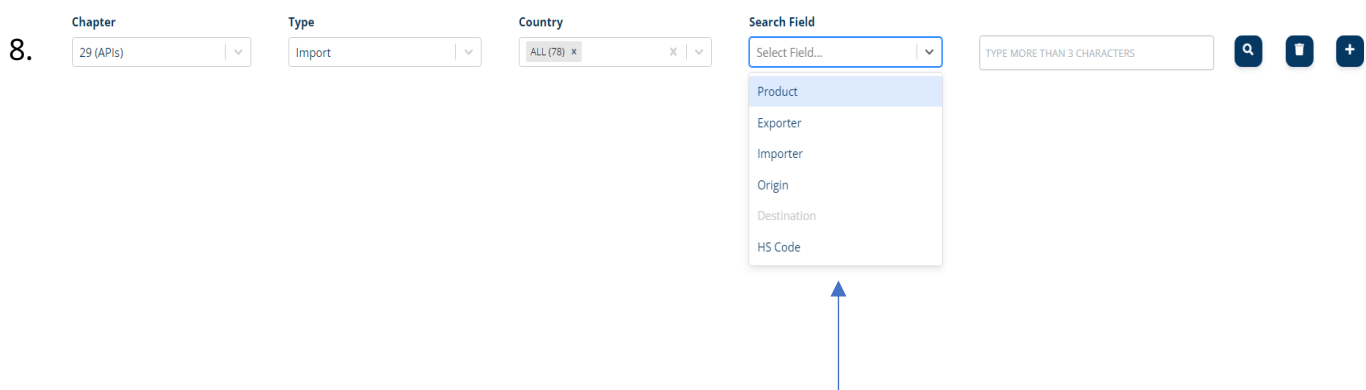 Chapter Type Country Search Field
8. 29 (APIs) Import ALL (78) x x Select Field... TYPE MORE THAN 3 CHARACTERS +
Product
Exporter
Importer
Origin
Destination
HS Code